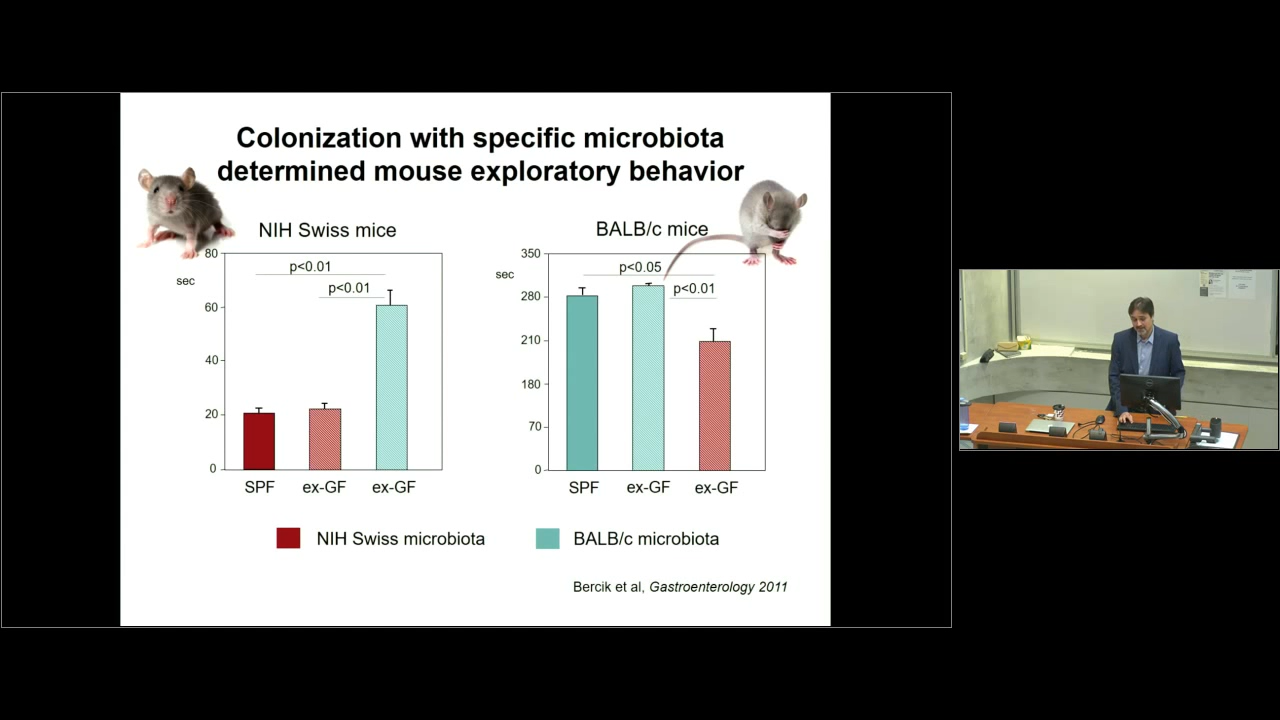 Colonization with specific microbiota
determined mouse exploratory behavior
NIH Swiss mice
sec
80
60
40
20
0
p<0.01
p<0.01
SPF
ex-GF
ex-GF
BALB/c mice
sec
350
280
210
180
70
0
p<0.05
p<0.01
SPF
ex-GF
ex-GF
NIH Swiss microbiota
BALB/c microbiota
Bercik et al, Gastroenterology 2011